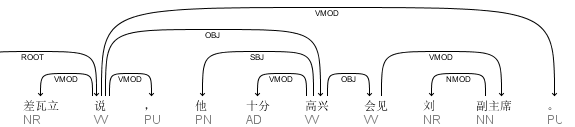 VMOD
OBJ
ROOT SBJ VMOD
VMOD VMOD VMOD OBJ NMOD
差瓦立 说 , 他 十分 高兴 会见 刘 副主席 。
NR VV PU PN AD VV VV NR NN PU